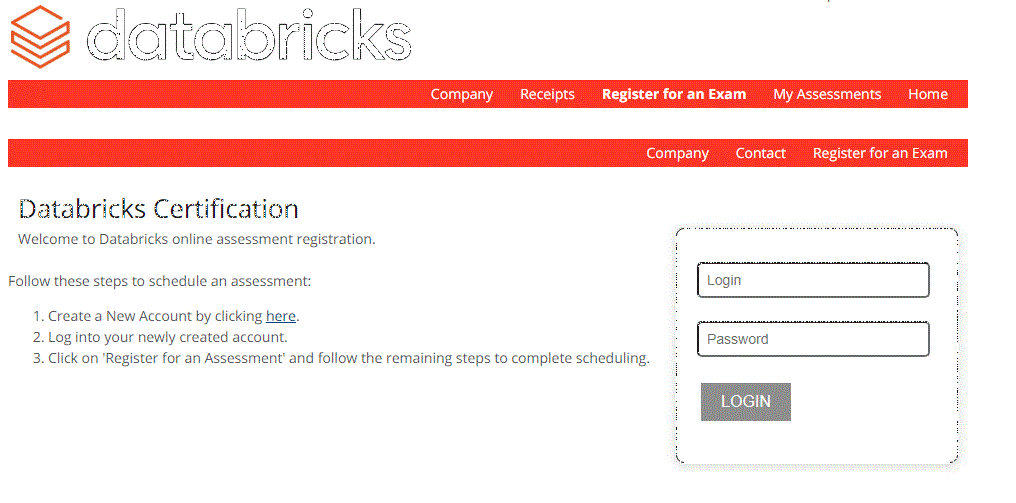 databricks
Company Receipts Register for an Exam My Assessments Home
Company Contact Register for an Exam
Databricks Certification
Welcome to Databricks online assessment registration.
Follow these steps to schedule an assessment:
1. Create a New Account by clicking here.
2. Log into your newly created account.
3. Click on 'Register for an Assessment' and follow the remaining steps to complete scheduling.
Login
Password
LOGIN